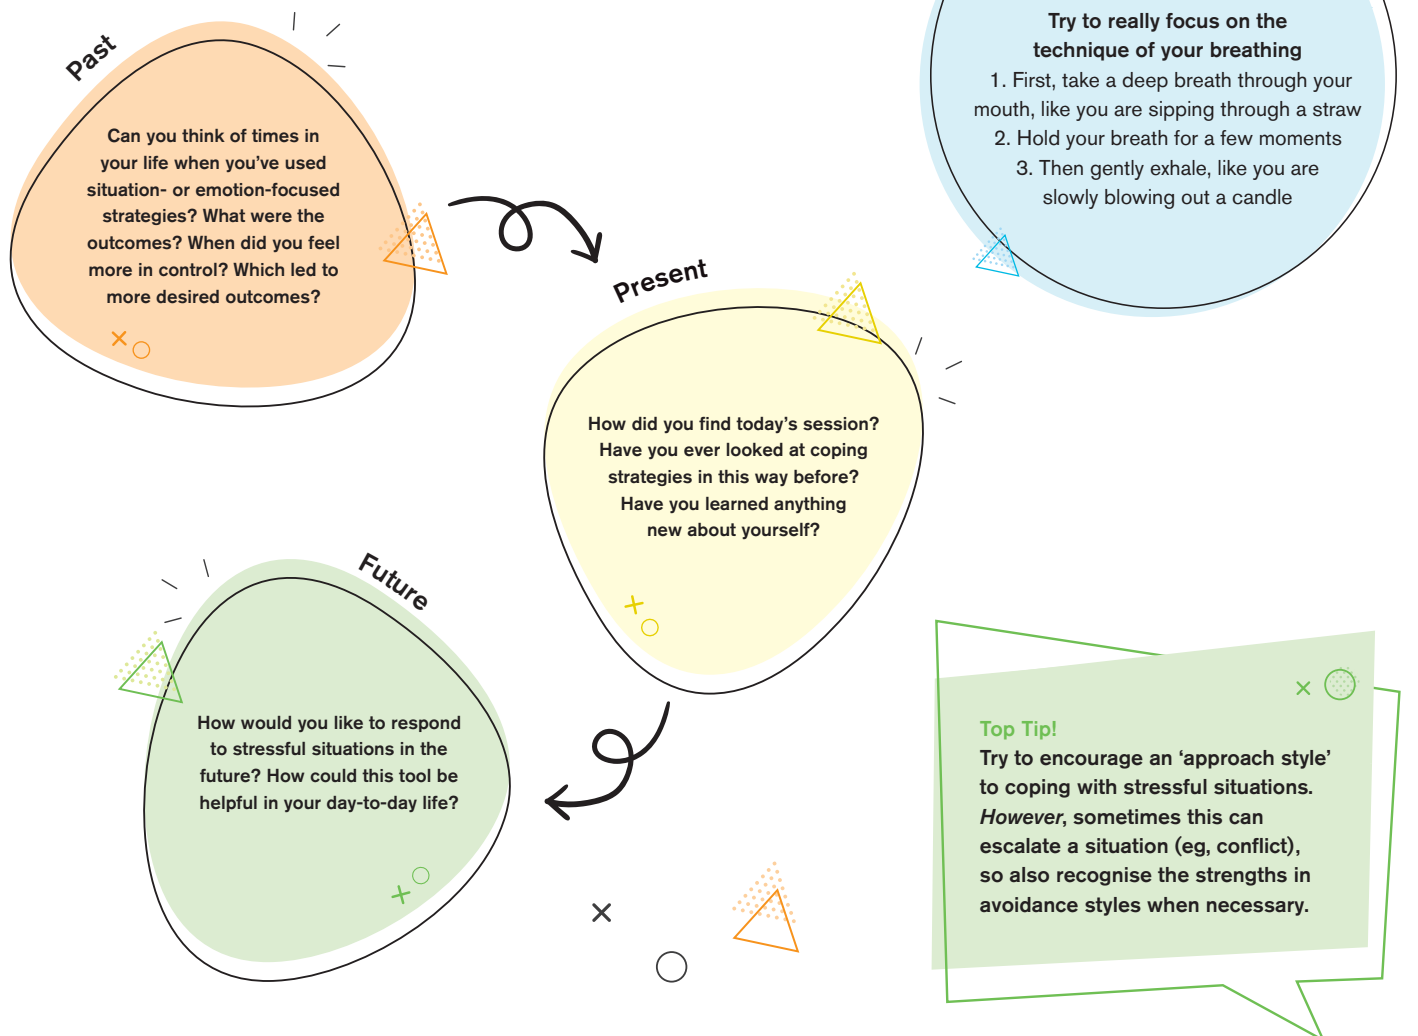 Past
Can you think of times in
your life when you’ve used
situation- or emotion-focused
strategies? What were the
outcomes? When did you feel
more in control? Which led to
more desired outcomes?
Try to really focus on the
technique of your breathing
1. First, take a deep breath through your
mouth, like you are sipping through a straw
2. Hold your breath for a few moments
3. Then gently exhale, like you are
slowly blowing out a candle
Present
How did you find today’s session?
Have you ever looked at coping
strategies in this way before?
Have you learned anything
new about yourself?
Future
How would you like to respond
to stressful situations in the
future? How could this tool be
helpful in your day-to-day life?
Top Tip!
Try to encourage an ‘approach style’
to coping with stressful situations.
However, sometimes this can
escalate a situation (eg, conflict),
so also recognise the strengths in
avoidance styles when necessary.